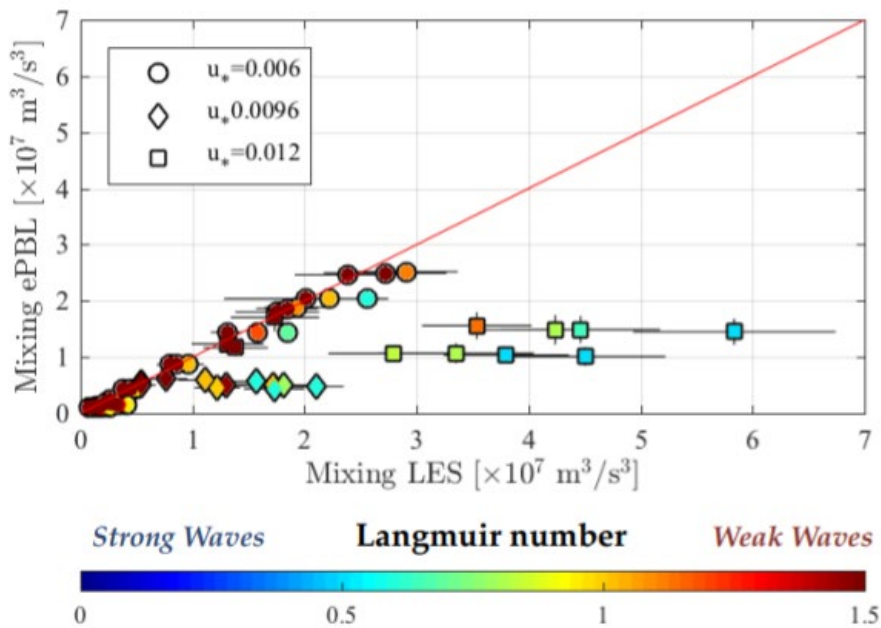 7
6
5
4
3
2
1
0
Mixing ePBL [×10⁷ m³/s³]
u*=0.006
u*0.0096
u*=0.012
0 1 2 3 4 5 6 7
Mixing LES [×10⁷ m³/s³]
Strong Waves Langmuir number Weak Waves
0 0.5 1 1.5